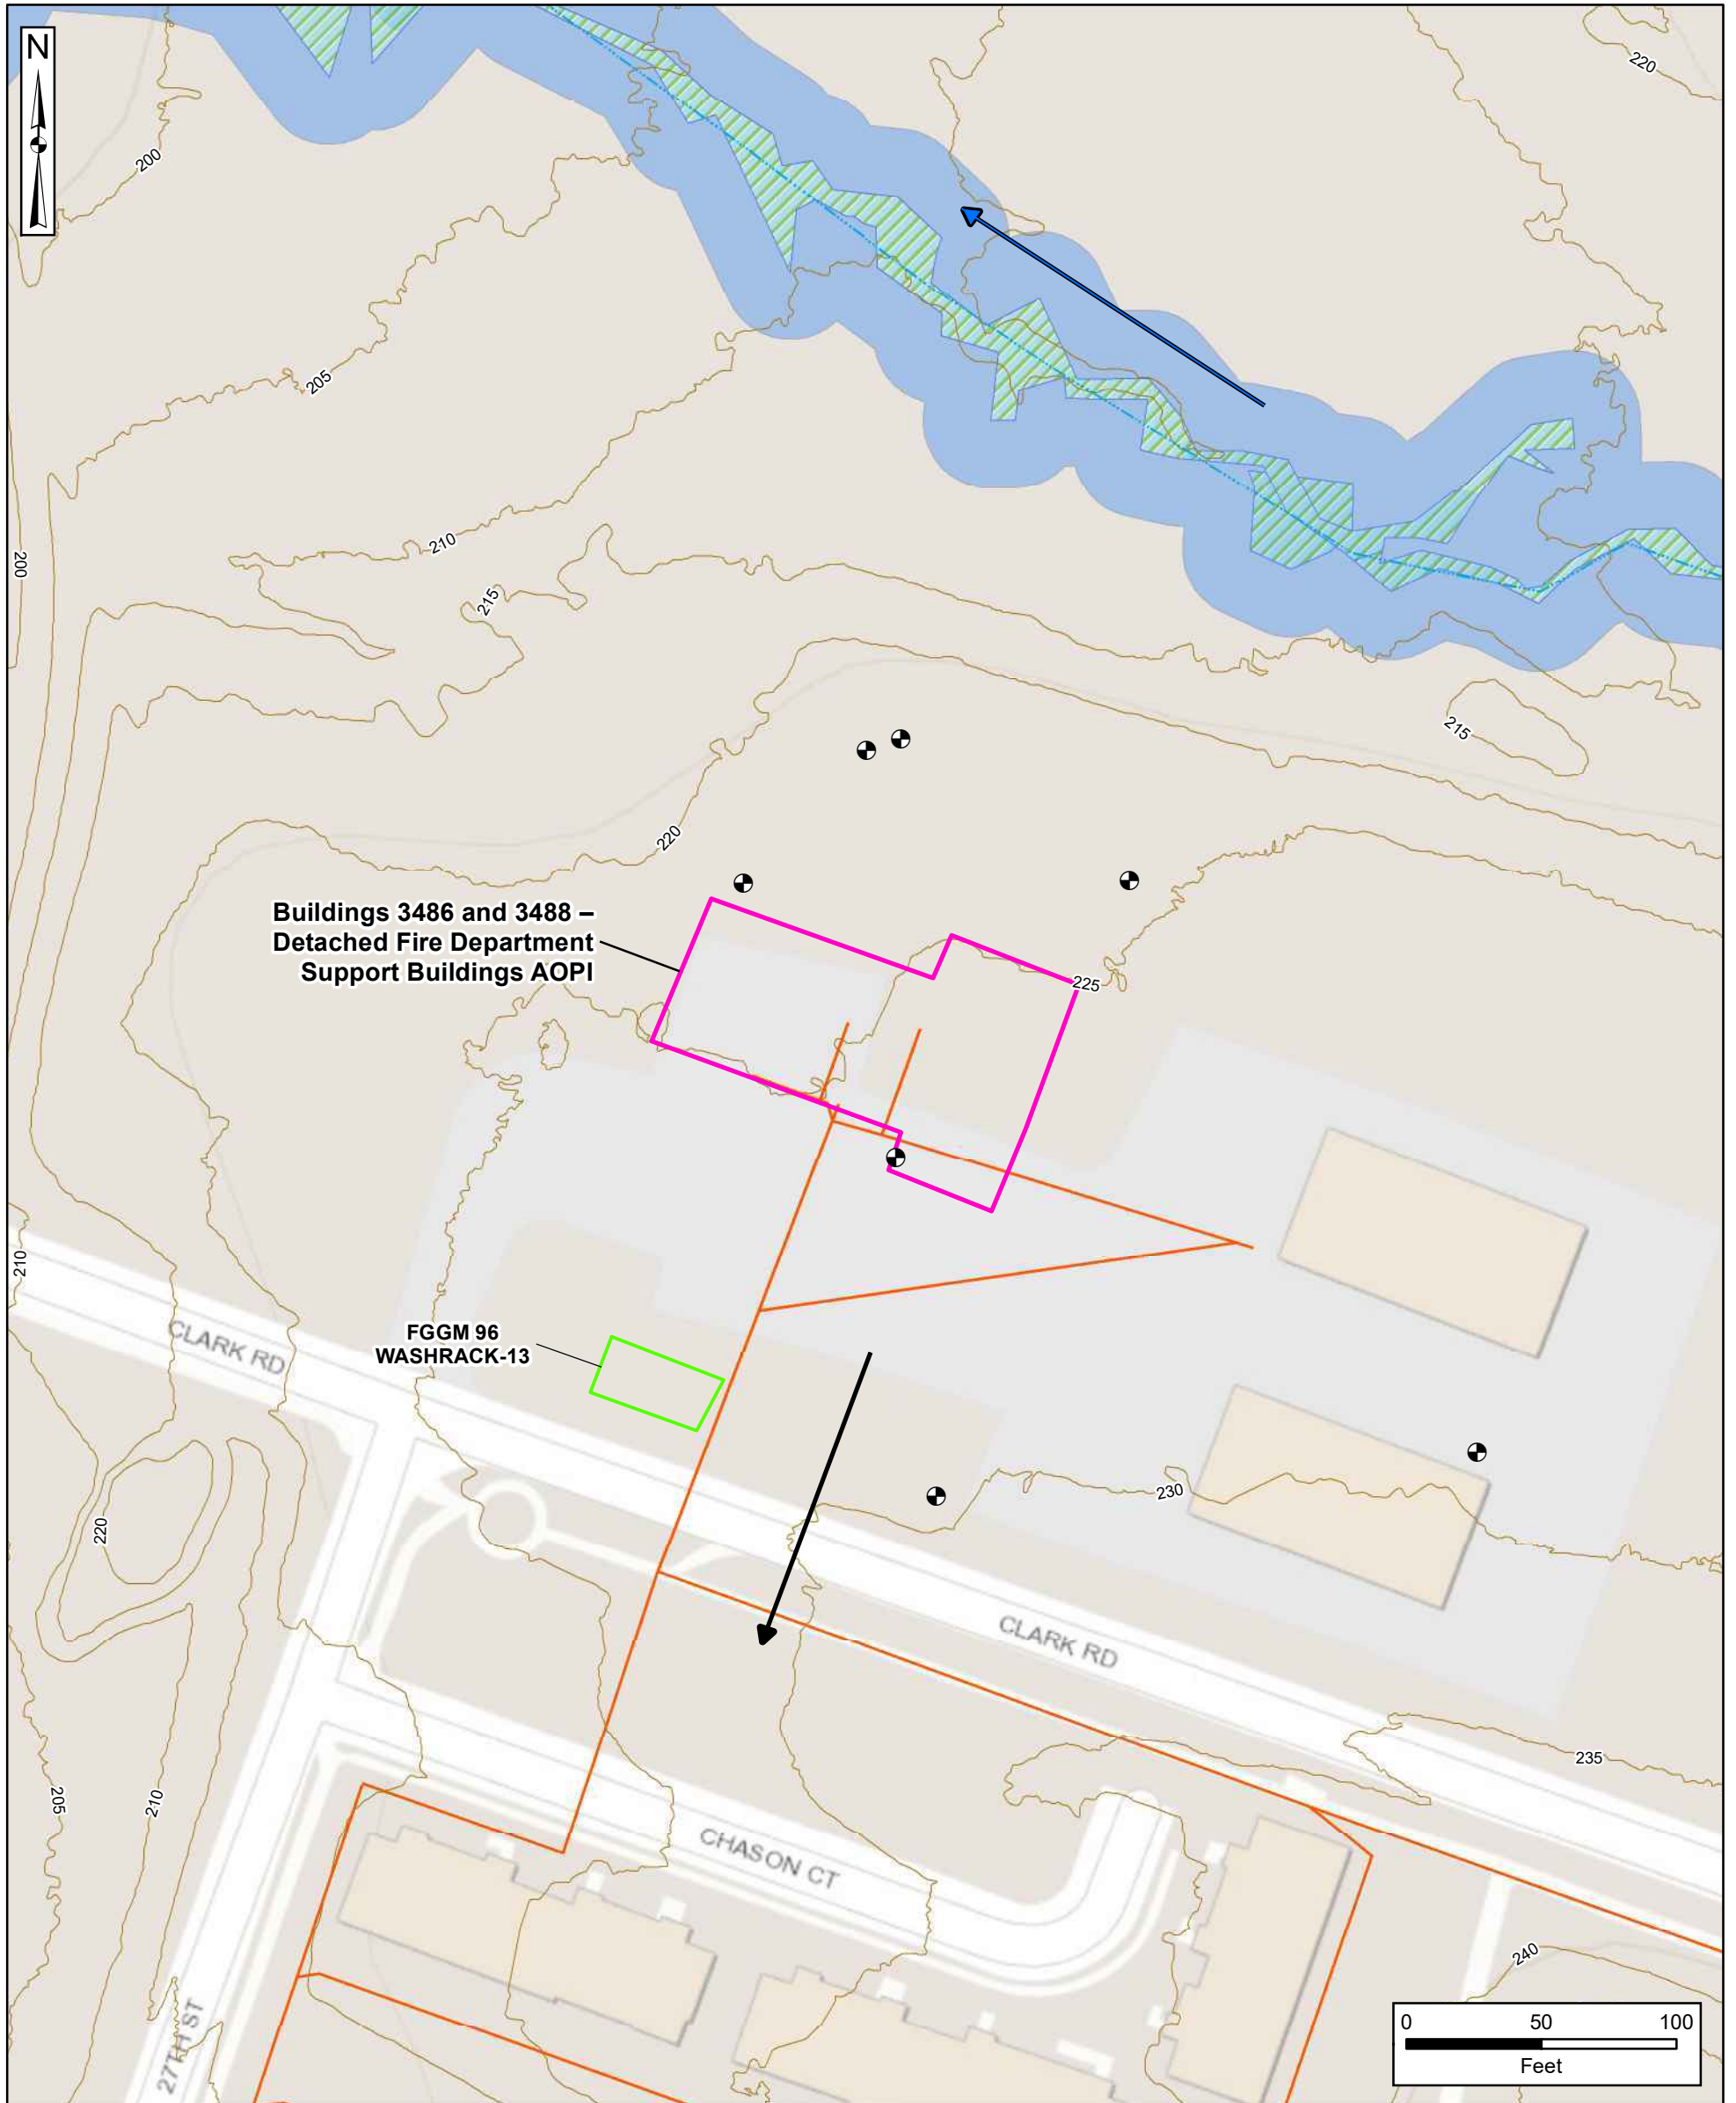 N
220
200
205
200
210
215
215
220
Buildings 3486 and 3488 –
Detached Fire Department
Support Buildings AOPI
225
210
CLARK RD
FGGM 96
WASHRACK-13
230
220
CLARK RD
235
205
210
CHASON CT
240
27TH ST
0 50 100
Feet